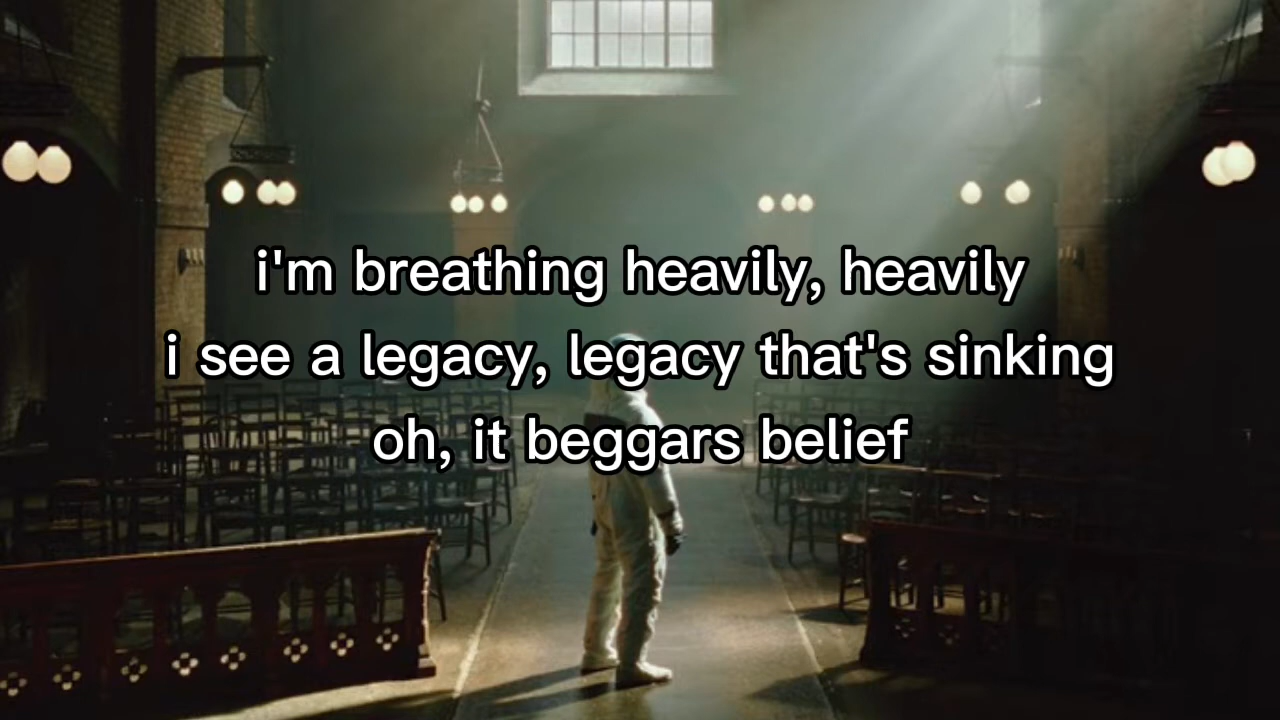 i'm breathing heavily, heavily
i see a legacy, legacy that's sinking
oh, it beggars belief